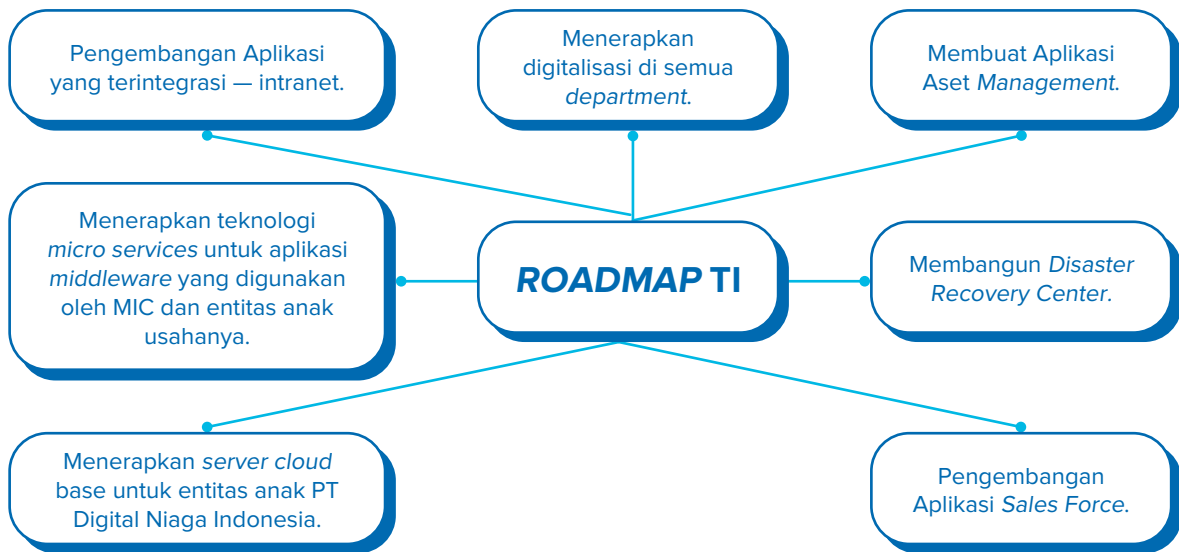 Pengembangan Aplikasi
yang terintegrasi — intranet.
Menerapkan
digitalisasi di semua
department.
Membuat Aplikasi
Aset Management.
Menerapkan teknologi
micro services untuk aplikasi
middleware yang digunakan
oleh MIC dan entitas anak
usahanya.
ROADMAP TI
Membangun Disaster
Recovery Center.
Menerapkan server cloud
base untuk entitas anak PT
Digital Niaga Indonesia.
Pengembangan
Aplikasi Sales Force.